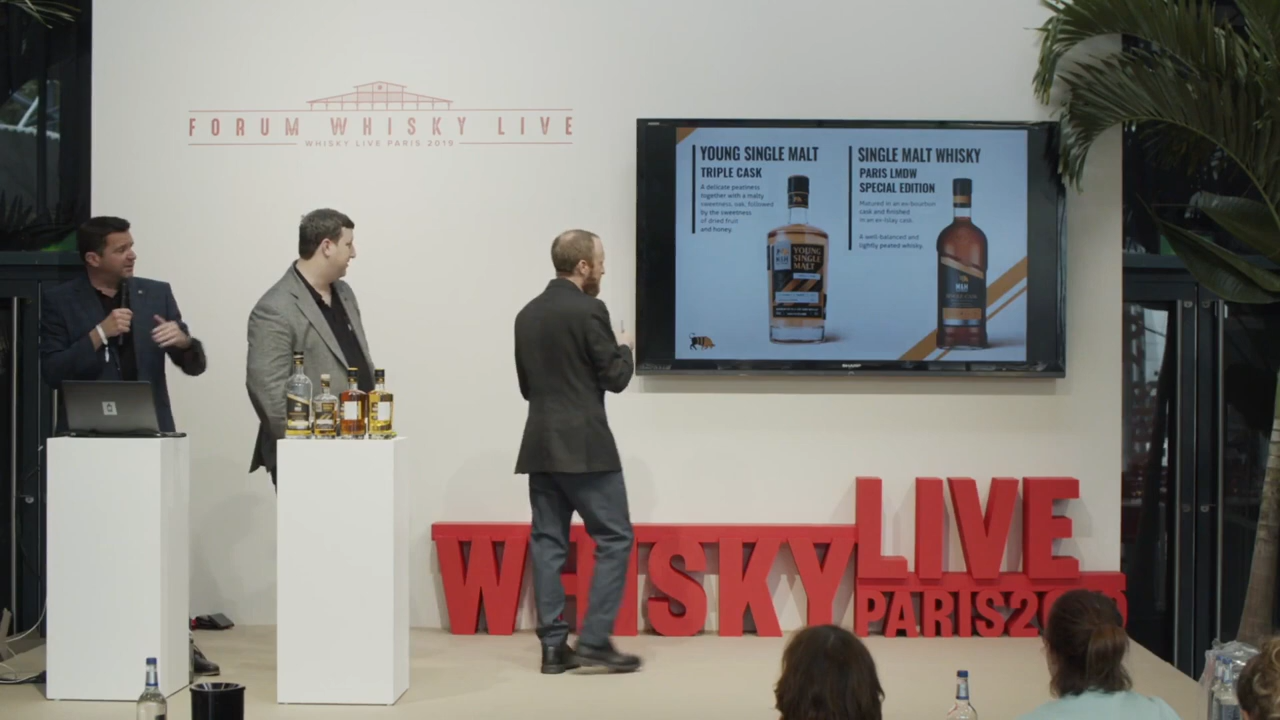 FORUM WHISKY LIVE
WHISKY LIVE PARIS 2019
YOUNG SINGLE MALT
TRIPLE CASK
A delicate peatiness
together with a malty
sweetness, oak, followed
by the sweetness
of dried fruit
and honey.
SINGLE MALT WHISKY
PARIS LMDW
SPECIAL EDITION
Matured in an ex-bourbon
cask and finished
in an ex-islay cask.
A well-balanced and
lightly peated whisky.
YOUNG
SINGLE
MALT
M&H
SHARP
LIVE
WHISKY
PARIS20